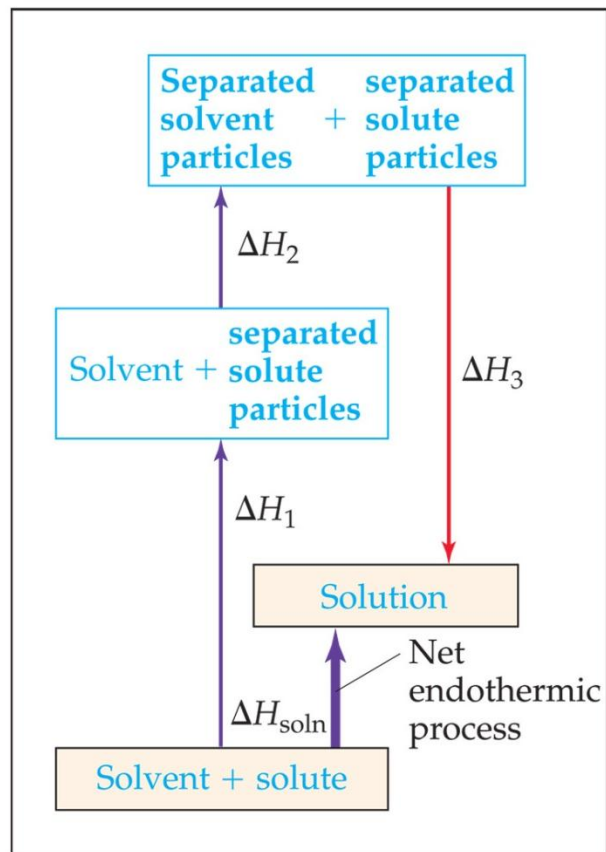 Separated separated
solvent + solute
particles particles
ΔH₂
separated
Solvent + solute
particles
ΔH₃
ΔH₁
Solution
Net
endothermic
process
ΔHsoln
Solvent + solute